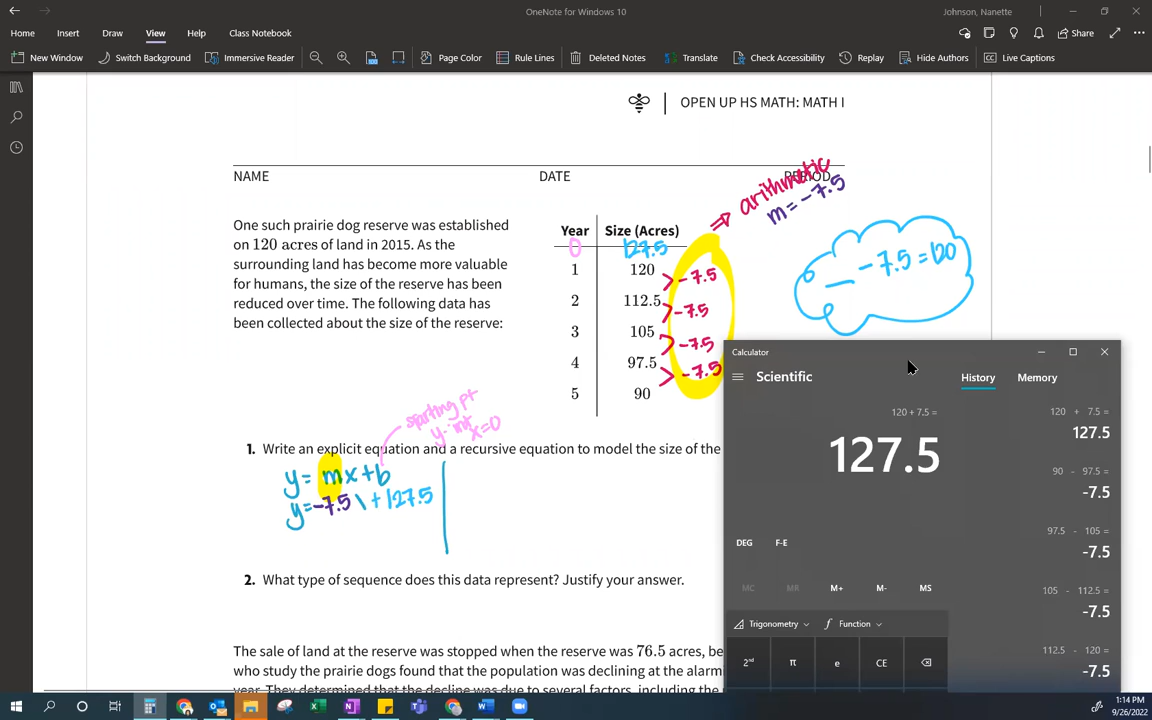 OneNote for Windows 10
Johnson, Nanette
Home Insert Draw View Help Class Notebook
Share
New Window Switch Background Immersive Reader Page Color Rule Lines Deleted Notes Translate Check Accessibility Replay Hide Authors Live Captions
OPEN UP HS MATH: MATH I
NAME DATE PERIOD
⇒ arithmetic
m = -7.5
One such prairie dog reserve was established
on 120 acres of land in 2015. As the
surrounding land has become more valuable
for humans, the size of the reserve has been
reduced over time. The following data has
been collected about the size of the reserve:
Year Size (Acres)
0 127.5
1 120
> -7.5
2 112.5
> -7.5
3 105
> -7.5
4 97.5
> -7.5
5 90
__ -7.5 = 120
starting pt
y-int
x=0
1. Write an explicit equation and a recursive equation to model the size of the
y = mx+b
y=-7.5 \ +127.5
2. What type of sequence does this data represent? Justify your answer.
The sale of land at the reserve was stopped when the reserve was 76.5 acres, be
who study the prairie dogs found that the population was declining at the alarm
year. They determined that the decline was due to several factors, including the
Calculator
Scientific
History Memory
120 + 7.5 =
127.5
DEG F-E
MC MR M+ M- MS
Trigonometry Function
2nd π e CE
120 + 7.5 =
127.5
90 - 97.5 =
-7.5
97.5 - 105 =
-7.5
105 - 112.5 =
-7.5
112.5 - 120 =
-7.5
1:14 PM
9/26/2022